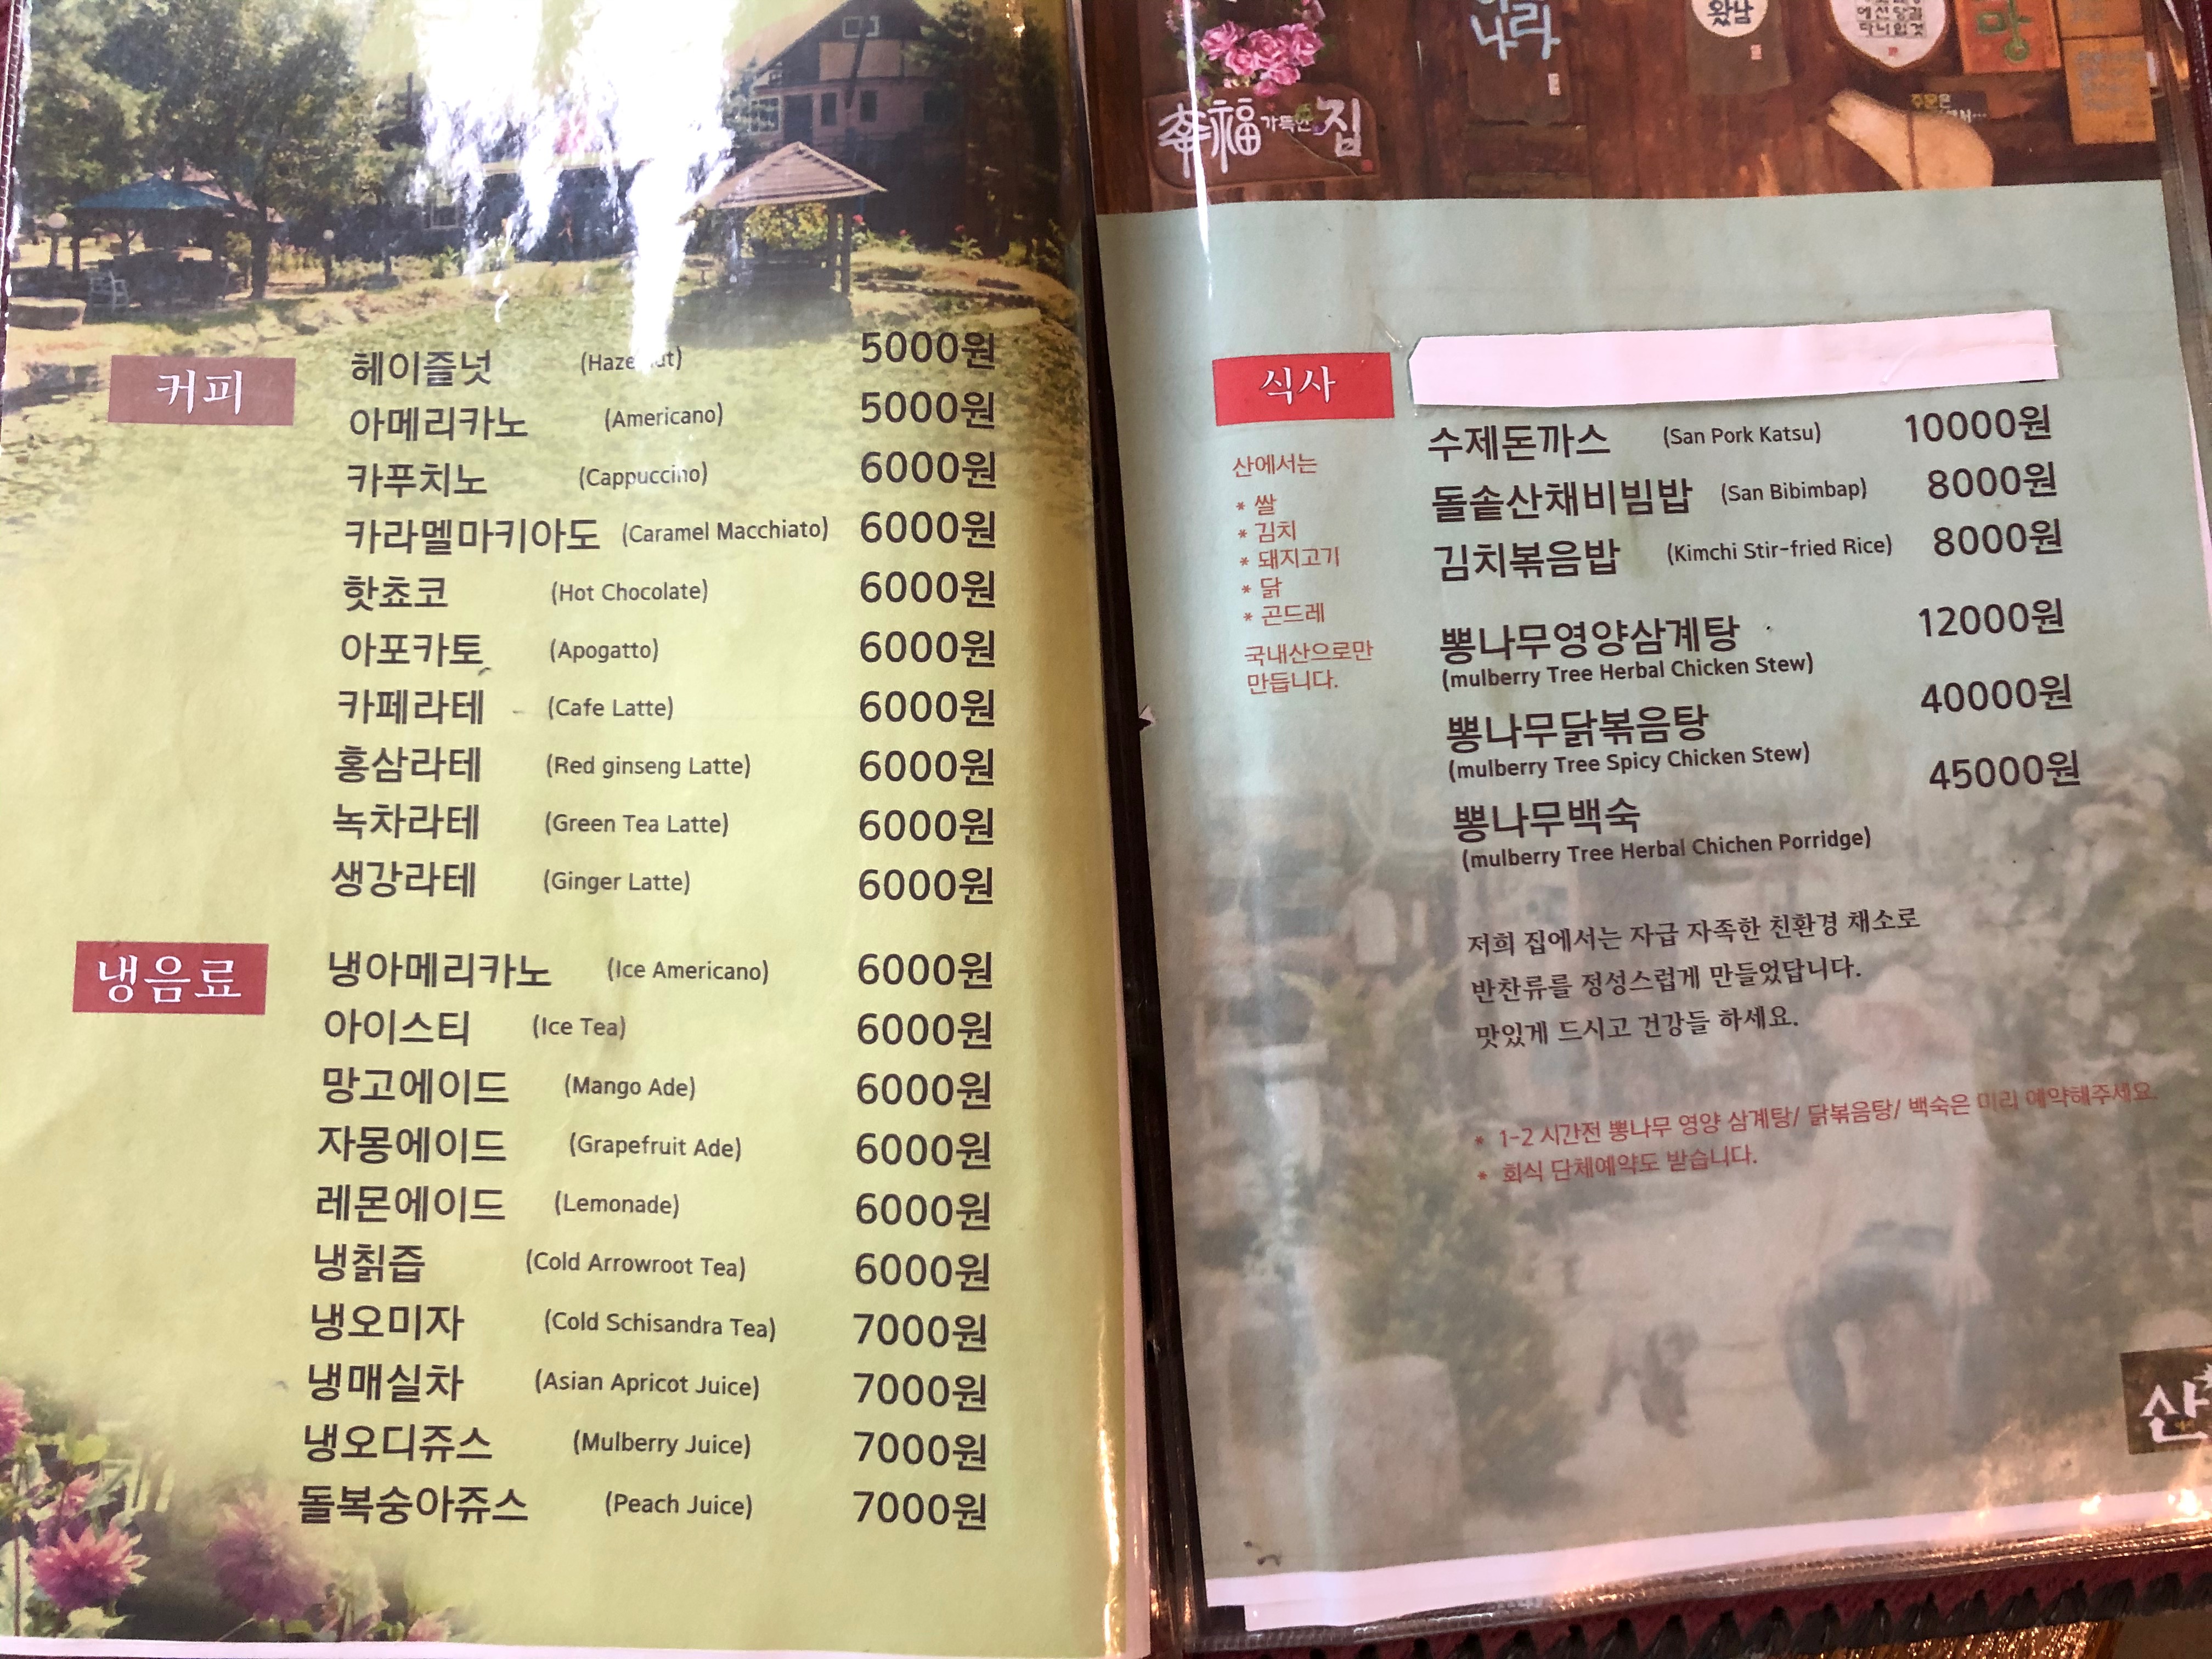 커피
헤이즐넛 (Hazelnut) 5000원
아메리카노 (Americano) 5000원
카푸치노 (Cappuccino) 6000원
카라멜마키아도 (Caramel Macchiato) 6000원
핫쵸코 (Hot Chocolate) 6000원
아포카토 (Apogatto) 6000원
카페라테 (Cafe Latte) 6000원
홍삼라테 (Red ginseng Latte) 6000원
녹차라테 (Green Tea Latte) 6000원
생강라테 (Ginger Latte) 6000원
냉음료
냉아메리카노 (Ice Americano) 6000원
아이스티 (Ice Tea) 6000원
망고에이드 (Mango Ade) 6000원
자몽에이드 (Grapefruit Ade) 6000원
레몬에이드 (Lemonade) 6000원
냉칡즙 (Cold Arrowroot Tea) 6000원
냉오미자 (Cold Schisandra Tea) 7000원
냉매실차 (Asian Apricot Juice) 7000원
냉오디쥬스 (Mulberry Juice) 7000원
돌복숭아쥬스 (Peach Juice) 7000원
幸福 가득한 집
식사
산에서는
* 쌀
* 김치
* 돼지고기
* 닭
* 곤드레
국내산으로만
만듭니다.
수제돈까스 (San Pork Katsu) 10000원
돌솥산채비빔밥 (San Bibimbap) 8000원
김치볶음밥 (Kimchi Stir-fried Rice) 8000원
뽕나무영양삼계탕 12000원
(mulberry Tree Herbal Chicken Stew)
뽕나무닭볶음탕 40000원
(mulberry Tree Spicy Chicken Stew)
뽕나무백숙 45000원
(mulberry Tree Herbal Chichen Porridge)
저희 집에서는 자급 자족한 친환경 채소로
반찬류를 정성스럽게 만들었답니다.
맛있게 드시고 건강들 하세요.
* 1-2 시간전 뽕나무 영양 삼계탕/ 닭볶음탕/ 백숙은 미리 예약해주세요.
* 회식 단체예약도 받습니다.
산